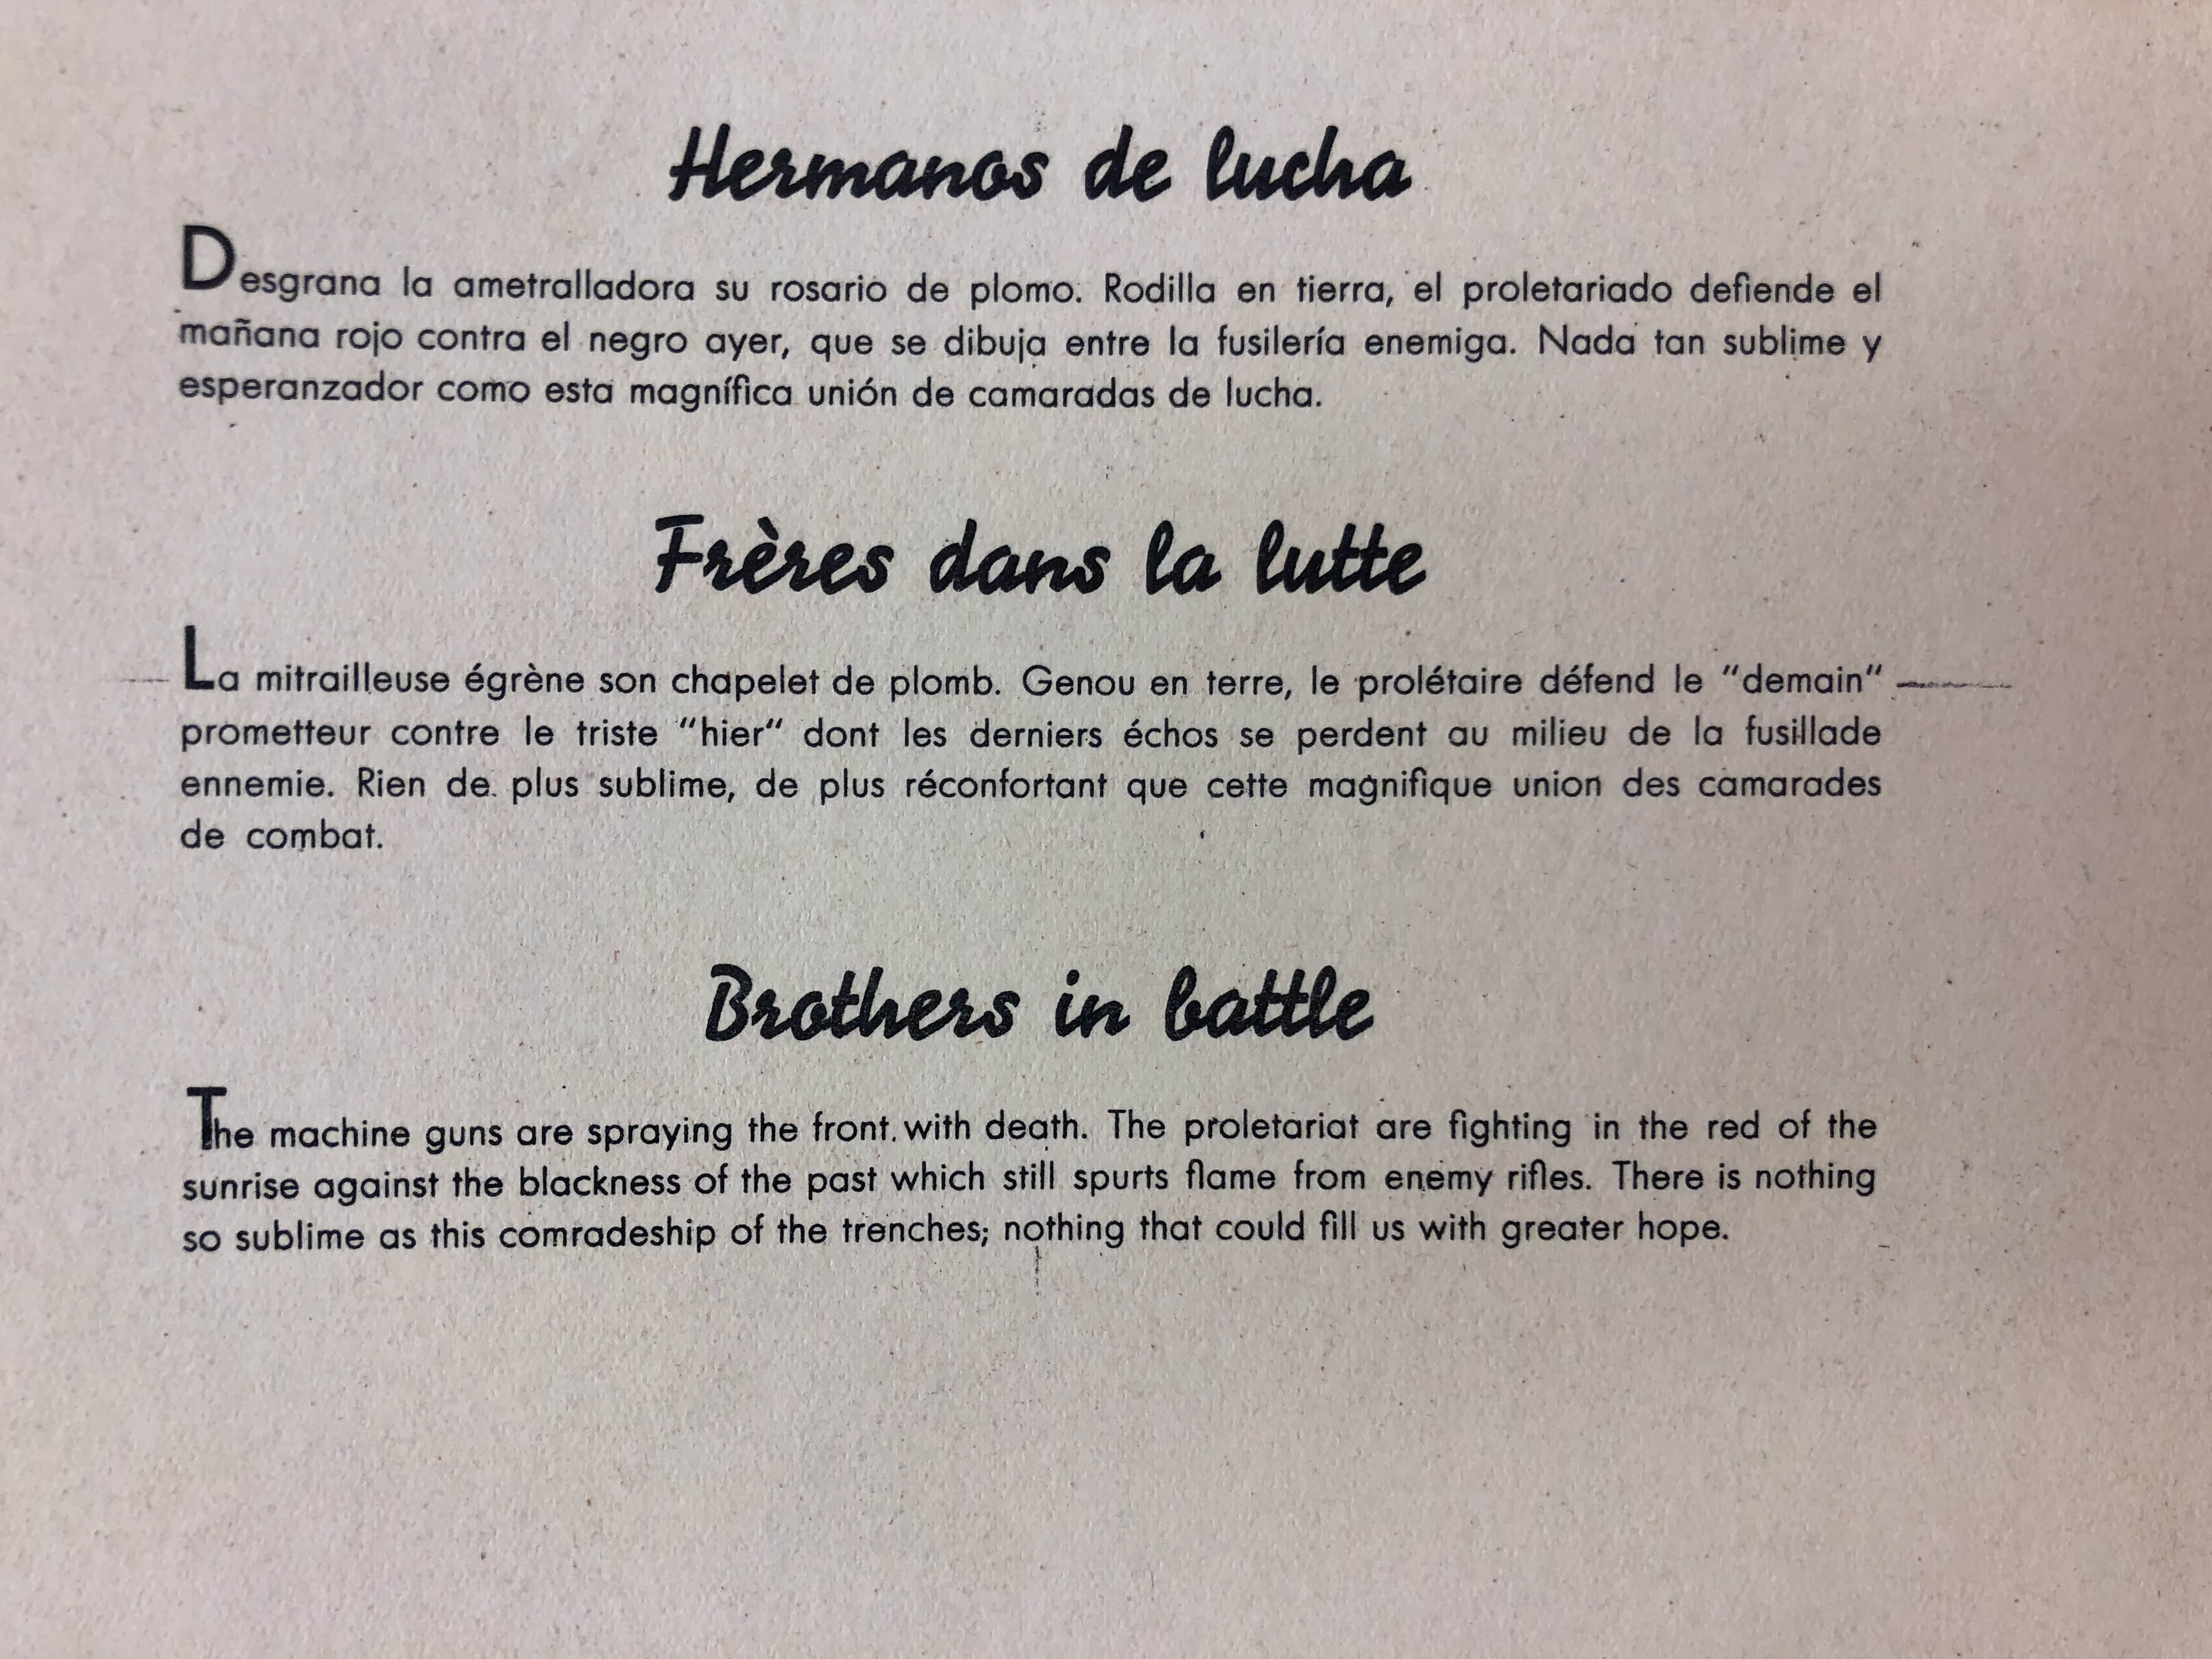 Hermanos de lucha
Desgrana la ametralladora su rosario de plomo. Rodilla en tierra, el proletariado defiende el
mañana rojo contra el negro ayer, que se dibuja entre la fusilería enemiga. Nada tan sublime y
esperanzador como esta magnífica unión de camaradas de lucha.
Frères dans la lutte
La mitrailleuse égrène son chapelet de plomb. Genou en terre, le prolétaire défend le “demain“
prometteur contre le triste “hier“ dont les derniers échos se perdent au milieu de la fusillade
ennemie. Rien de plus sublime, de plus réconfortant que cette magnifique union des camarades
de combat.
Brothers in battle
The machine guns are spraying the front with death. The proletariat are fighting in the red of the
sunrise against the blackness of the past which still spurts flame from enemy rifles. There is nothing
so sublime as this comradeship of the trenches; nothing that could fill us with greater hope.